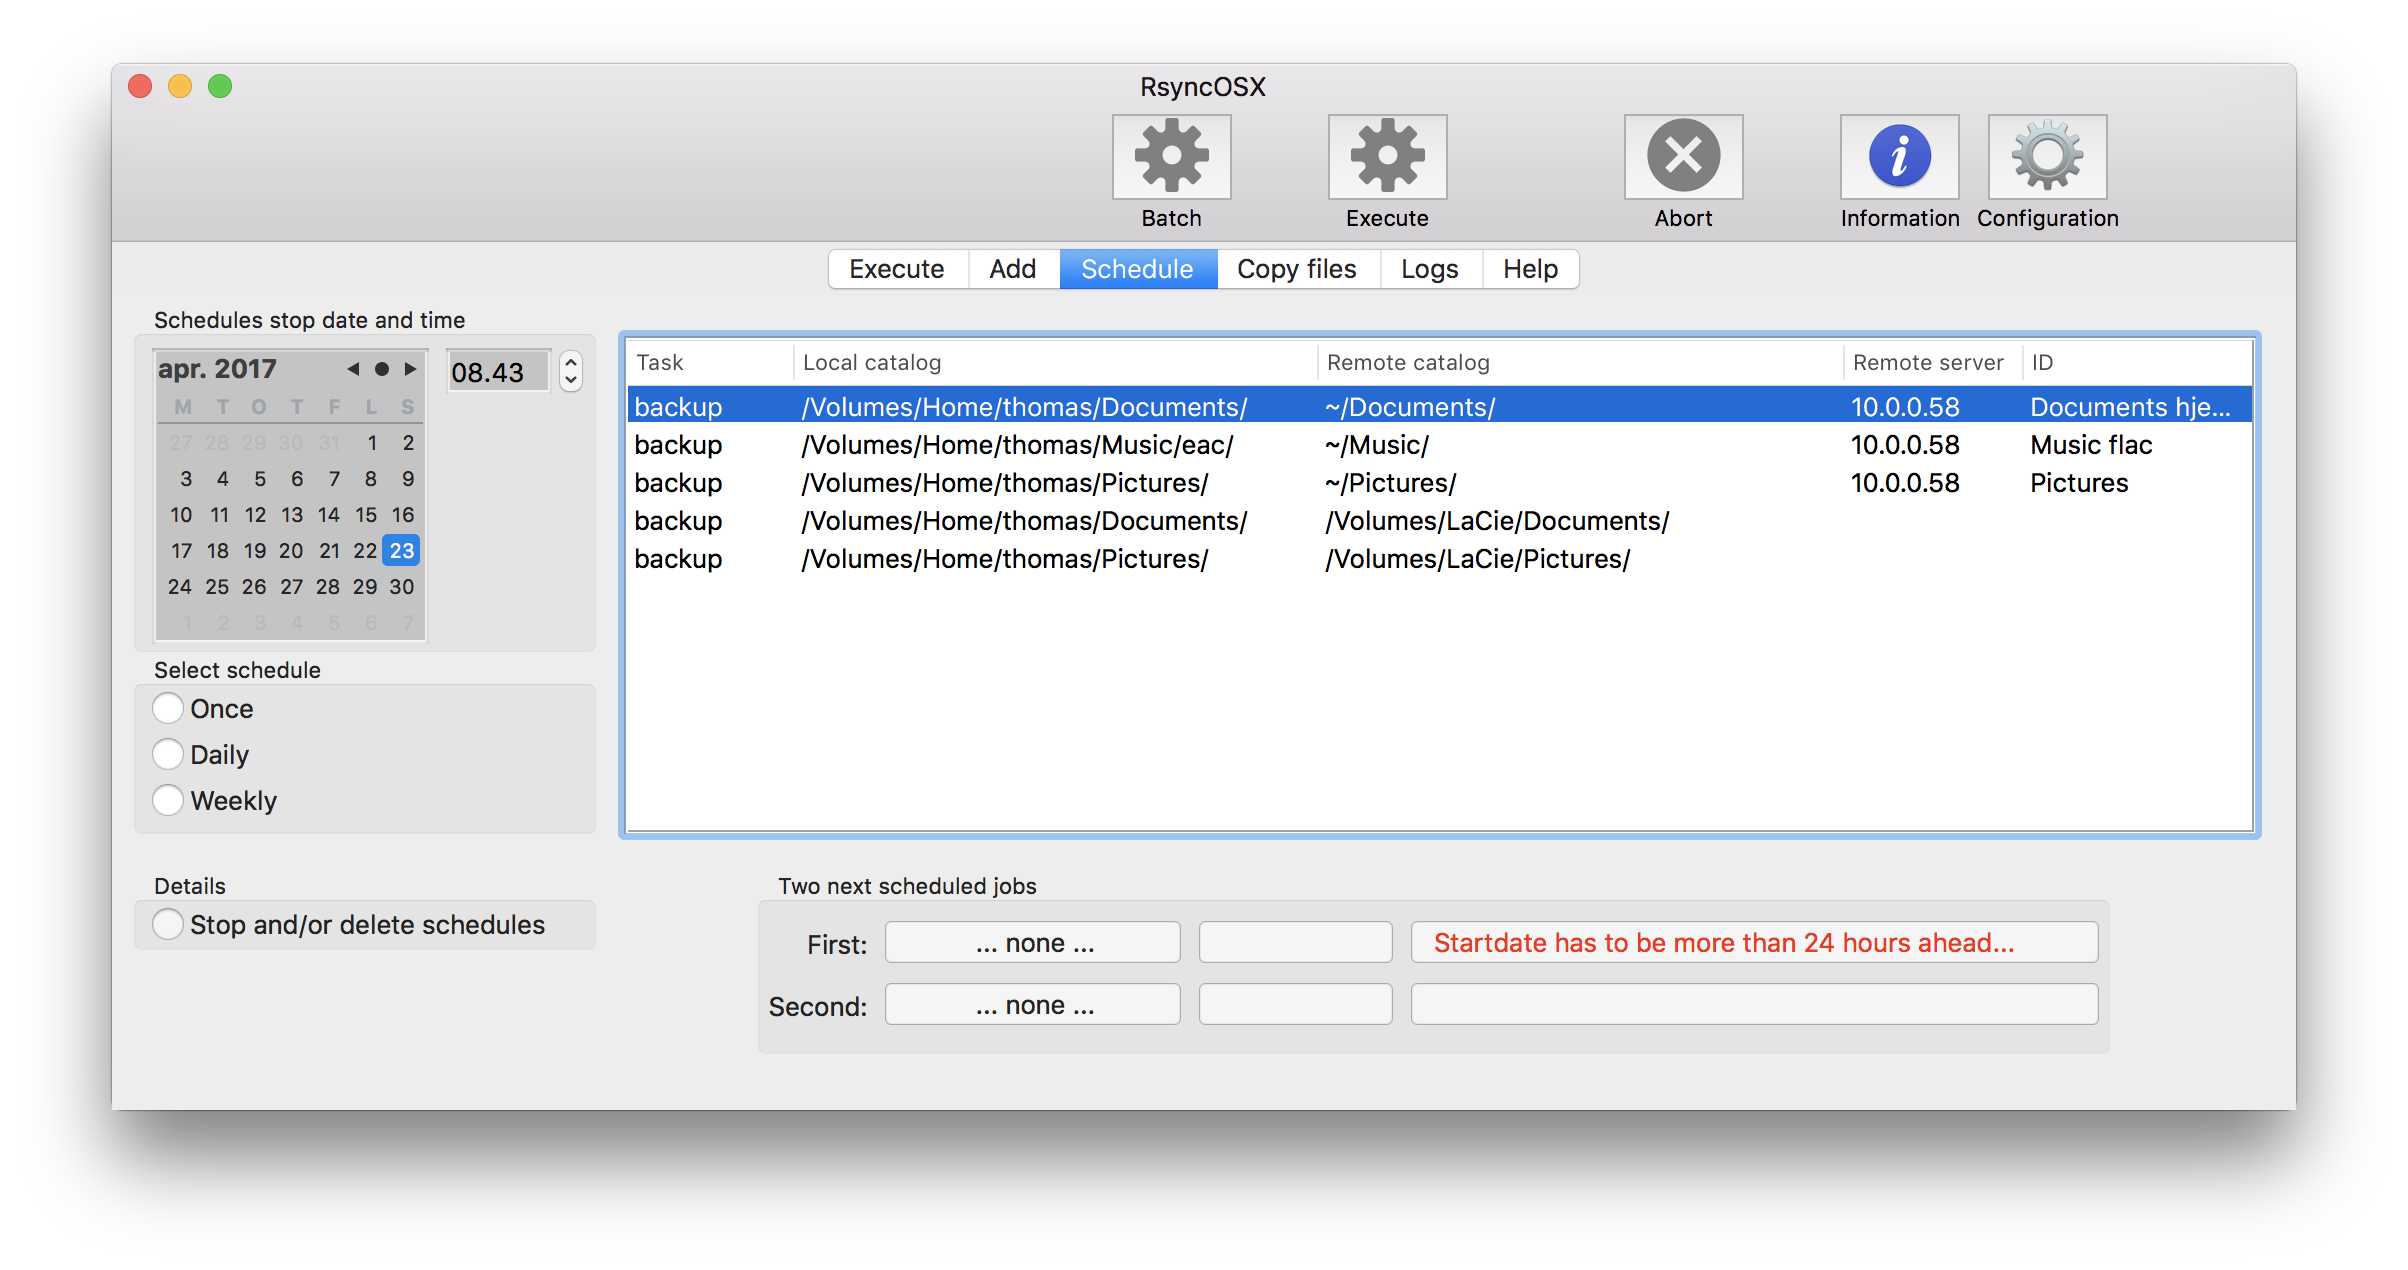 RsyncOSX
Batch
Execute
Abort
Information
Configuration
Execute
Add
Schedule
Copy files
Logs
Help
Schedules stop date and time
apr. 2017
08.43
M T O T F L S
27 28 29 30 31 1 2
3 4 5 6 7 8 9
10 11 12 13 14 15 16
17 18 19 20 21 22 23
24 25 26 27 28 29 30
1 2 3 4 5 6 7
Select schedule
Once
Daily
Weekly
Details
Stop and/or delete schedules
Task Local catalog Remote catalog Remote server ID
backup /Volumes/Home/thomas/Documents/ ~/Documents/ 10.0.0.58 Documents hje...
backup /Volumes/Home/thomas/Music/eac/ ~/Music/ 10.0.0.58 Music flac
backup /Volumes/Home/thomas/Pictures/ ~/Pictures/ 10.0.0.58 Pictures
backup /Volumes/Home/thomas/Documents/ /Volumes/LaCie/Documents/
backup /Volumes/Home/thomas/Pictures/ /Volumes/LaCie/Pictures/
Two next scheduled jobs
First: ... none ... Startdate has to be more than 24 hours ahead...
Second: ... none ...